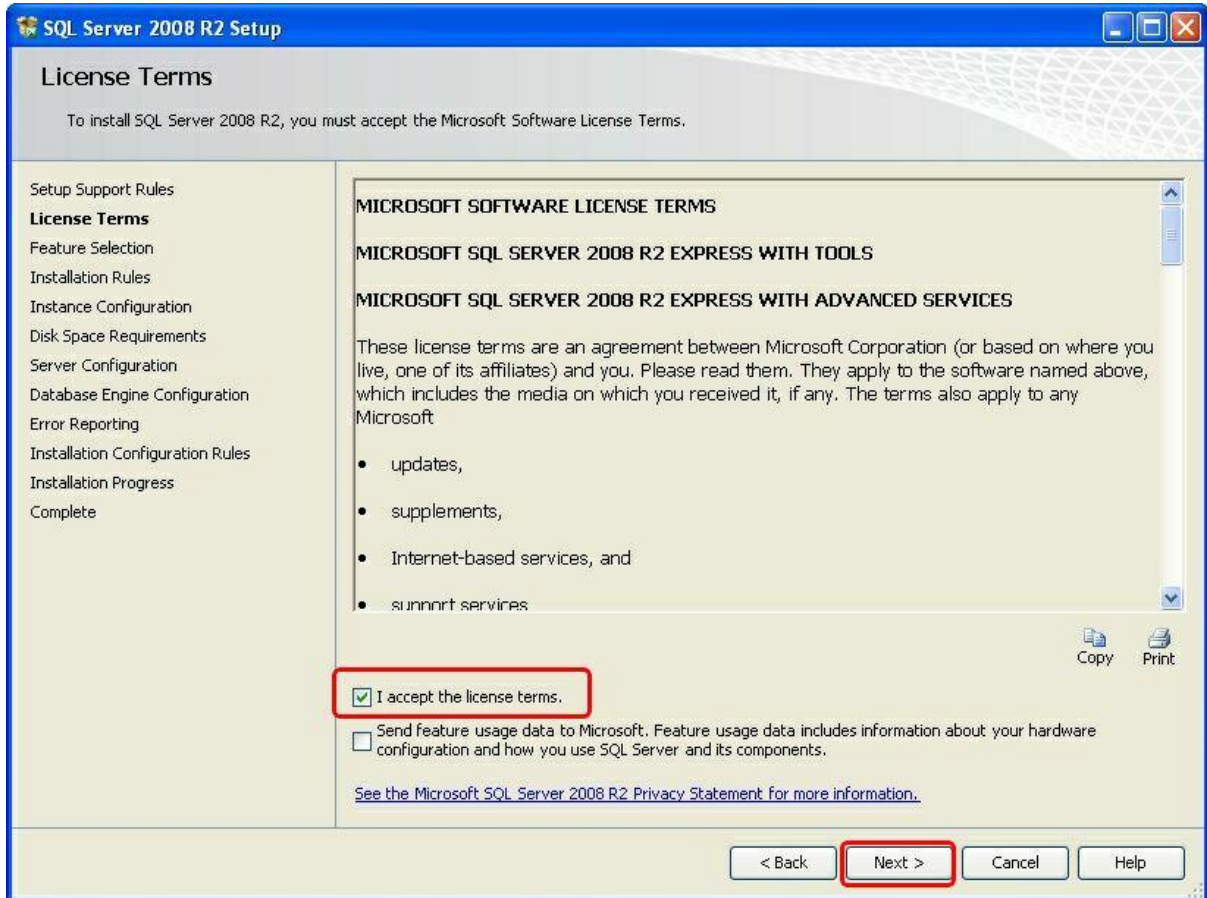 SQL Server 2008 R2 Setup
License Terms
To install SQL Server 2008 R2, you must accept the Microsoft Software License Terms.
Setup Support Rules
License Terms
Feature Selection
Installation Rules
Instance Configuration
Disk Space Requirements
Server Configuration
Database Engine Configuration
Error Reporting
Installation Configuration Rules
Installation Progress
Complete
MICROSOFT SOFTWARE LICENSE TERMS
MICROSOFT SQL SERVER 2008 R2 EXPRESS WITH TOOLS
MICROSOFT SQL SERVER 2008 R2 EXPRESS WITH ADVANCED SERVICES
These license terms are an agreement between Microsoft Corporation (or based on where you
live, one of its affiliates) and you. Please read them. They apply to the software named above,
which includes the media on which you received it, if any. The terms also apply to any
Microsoft
• updates,
• supplements,
• Internet-based services, and
• support services
Copy Print
I accept the license terms.
Send feature usage data to Microsoft. Feature usage data includes information about your hardware
configuration and how you use SQL Server and its components.
See the Microsoft SQL Server 2008 R2 Privacy Statement for more information.
< Back Next > Cancel Help